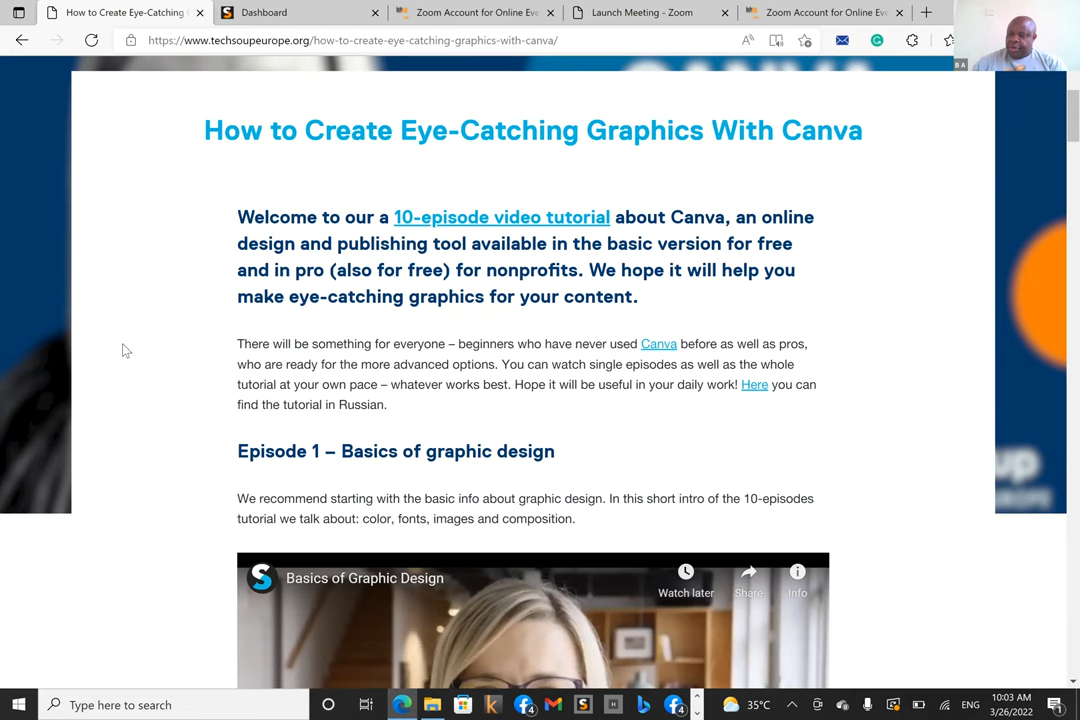 How to Create Eye-Catching
Dashboard
Zoom Account for Online Eve
Launch Meeting - Zoom
Zoom Account for Online Eve
https://www.techsoupeurope.org/how-to-create-eye-catching-graphics-with-canva/
B A
How to Create Eye-Catching Graphics With Canva
Welcome to our a 10-episode video tutorial about Canva, an online
design and publishing tool available in the basic version for free
and in pro (also for free) for nonprofits. We hope it will help you
make eye-catching graphics for your content.
There will be something for everyone – beginners who have never used Canva before as well as pros,
who are ready for the more advanced options. You can watch single episodes as well as the whole
tutorial at your own pace – whatever works best. Hope it will be useful in your daily work! Here you can
find the tutorial in Russian.
Episode 1 – Basics of graphic design
We recommend starting with the basic info about graphic design. In this short intro of the 10-episodes
tutorial we talk about: color, fonts, images and composition.
Basics of Graphic Design
Watch later
Share
Info
Type here to search
4
4
35°C
ENG
10:03 AM
3/26/2022
1